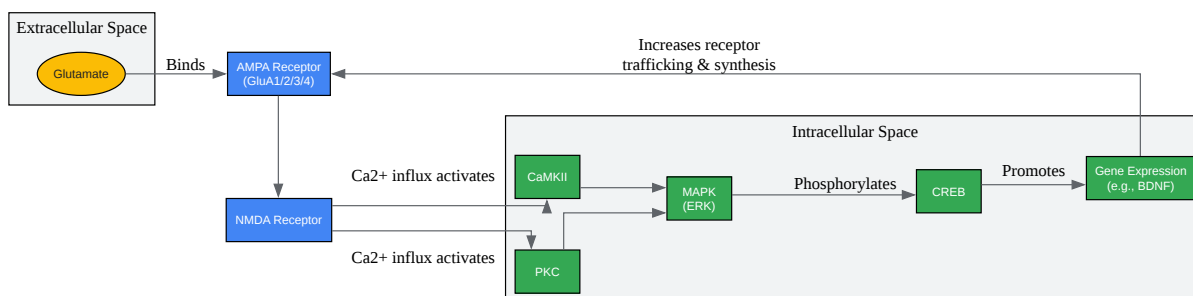 Extracellular Space
Glutamate
Binds
AMPA Receptor
(GluA1/2/3/4)
Increases receptor
trafficking & synthesis
Intracellular Space
Ca2+ influx activates
CaMKII
MAPK
(ERK)
Phosphorylates
CREB
Promotes
Gene Expression
(e.g., BDNF)
NMDA Receptor
Ca2+ influx activates
PKC